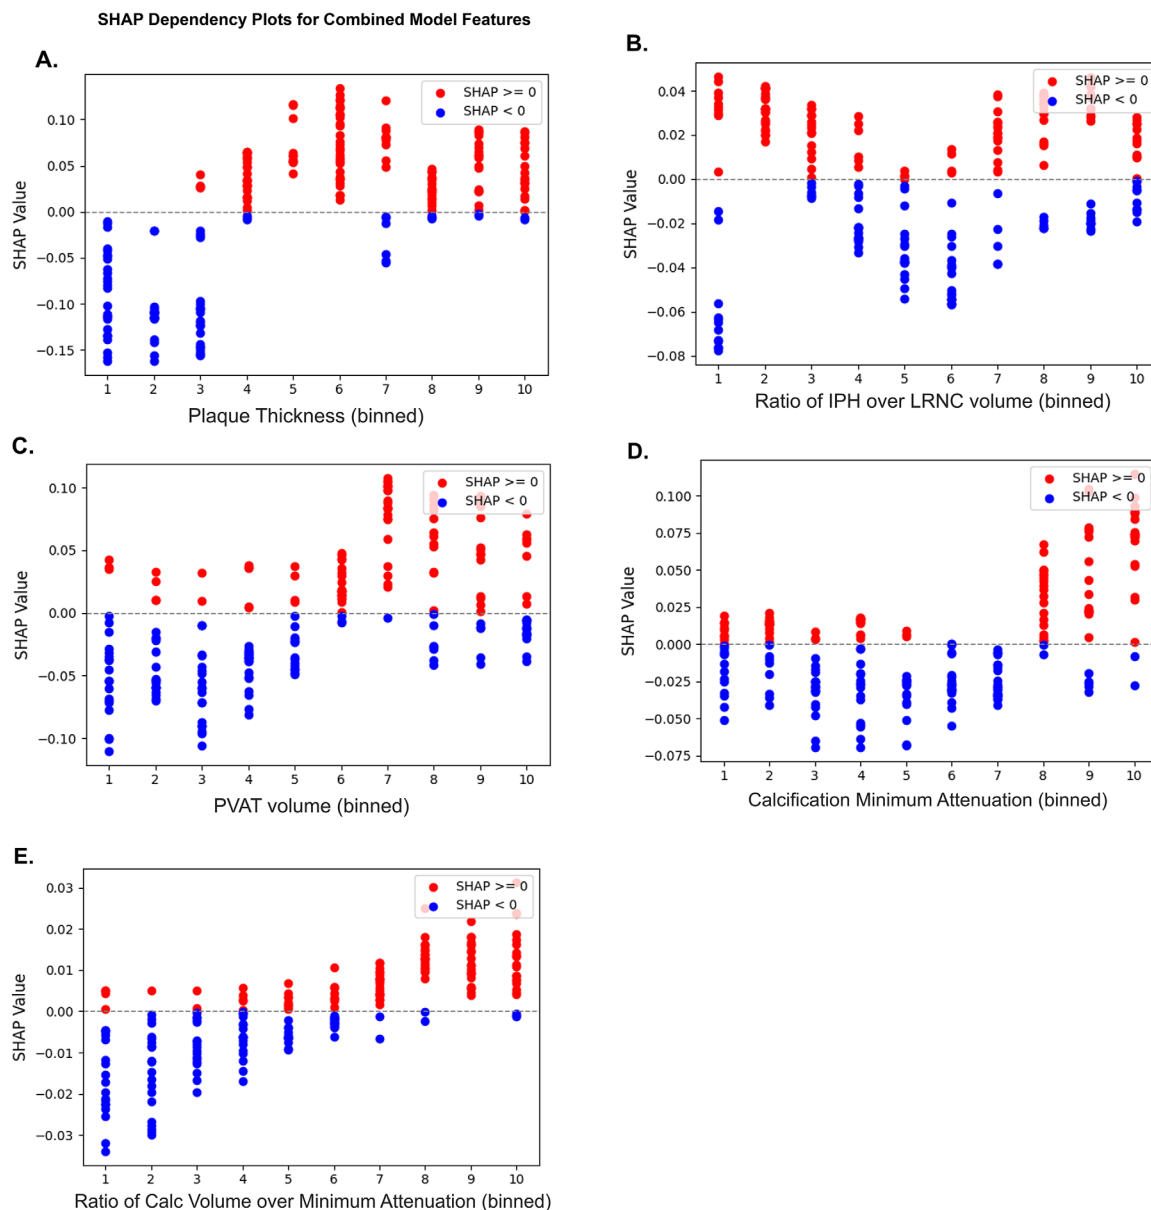 SHAP Dependency Plots for Combined Model Features
A.
SHAP >= 0
SHAP < 0
0.10
0.05
0.00
−0.05
−0.10
−0.15
SHAP Value
1 2 3 4 5 6 7 8 9 10
Plaque Thickness (binned)
B.
SHAP >= 0
SHAP < 0
0.04
0.02
0.00
−0.02
−0.04
−0.06
−0.08
SHAP Value
1 2 3 4 5 6 7 8 9 10
Ratio of IPH over LRNC volume (binned)
C.
SHAP >= 0
SHAP < 0
0.10
0.05
0.00
−0.05
−0.10
SHAP Value
1 2 3 4 5 6 7 8 9 10
PVAT volume (binned)
D.
SHAP >= 0
SHAP < 0
0.100
0.075
0.050
0.025
0.000
−0.025
−0.050
−0.075
SHAP Value
1 2 3 4 5 6 7 8 9 10
Calcification Minimum Attenuation (binned)
E.
SHAP >= 0
SHAP < 0
0.03
0.02
0.01
0.00
−0.01
−0.02
−0.03
SHAP Value
1 2 3 4 5 6 7 8 9 10
Ratio of Calc Volume over Minimum Attenuation (binned)